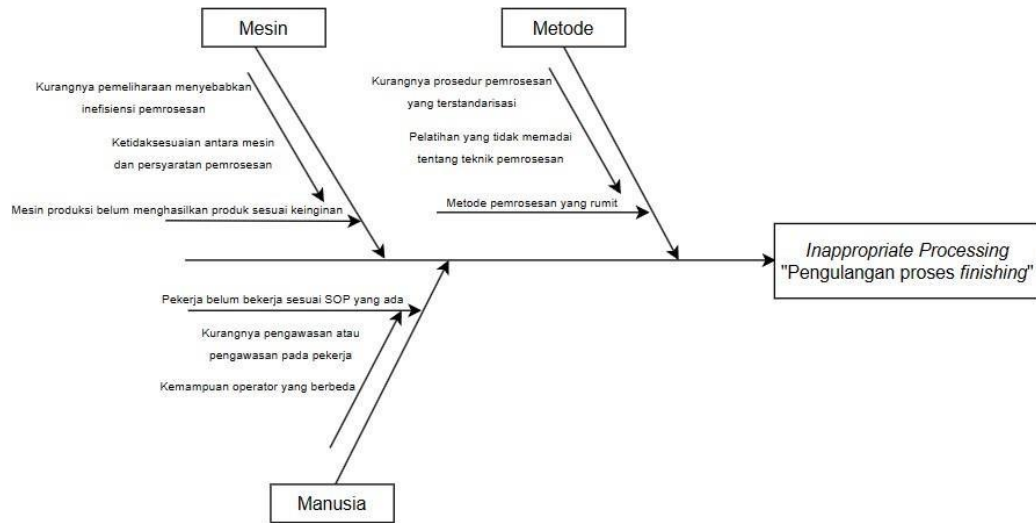 Mesin
Metode
Kurangnya pemeliharaan menyebabkan
inefisiensi pemrosesan
Ketidaksesuaian antara mesin
dan persyaratan pemrosesan
Mesin produksi belum menghasilkan produk sesuai keinginan
Kurangnya prosedur pemrosesan
yang terstandarisasi
Pelatihan yang tidak memadai
tentang teknik pemrosesan
Metode pemrosesan yang rumit
Inappropriate Processing
"Pengulangan proses finishing"
Pekerja belum bekerja sesuai SOP yang ada
Kurangnya pengawasan atau
pengawasan pada pekerja
Kemampuan operator yang berbeda
Manusia